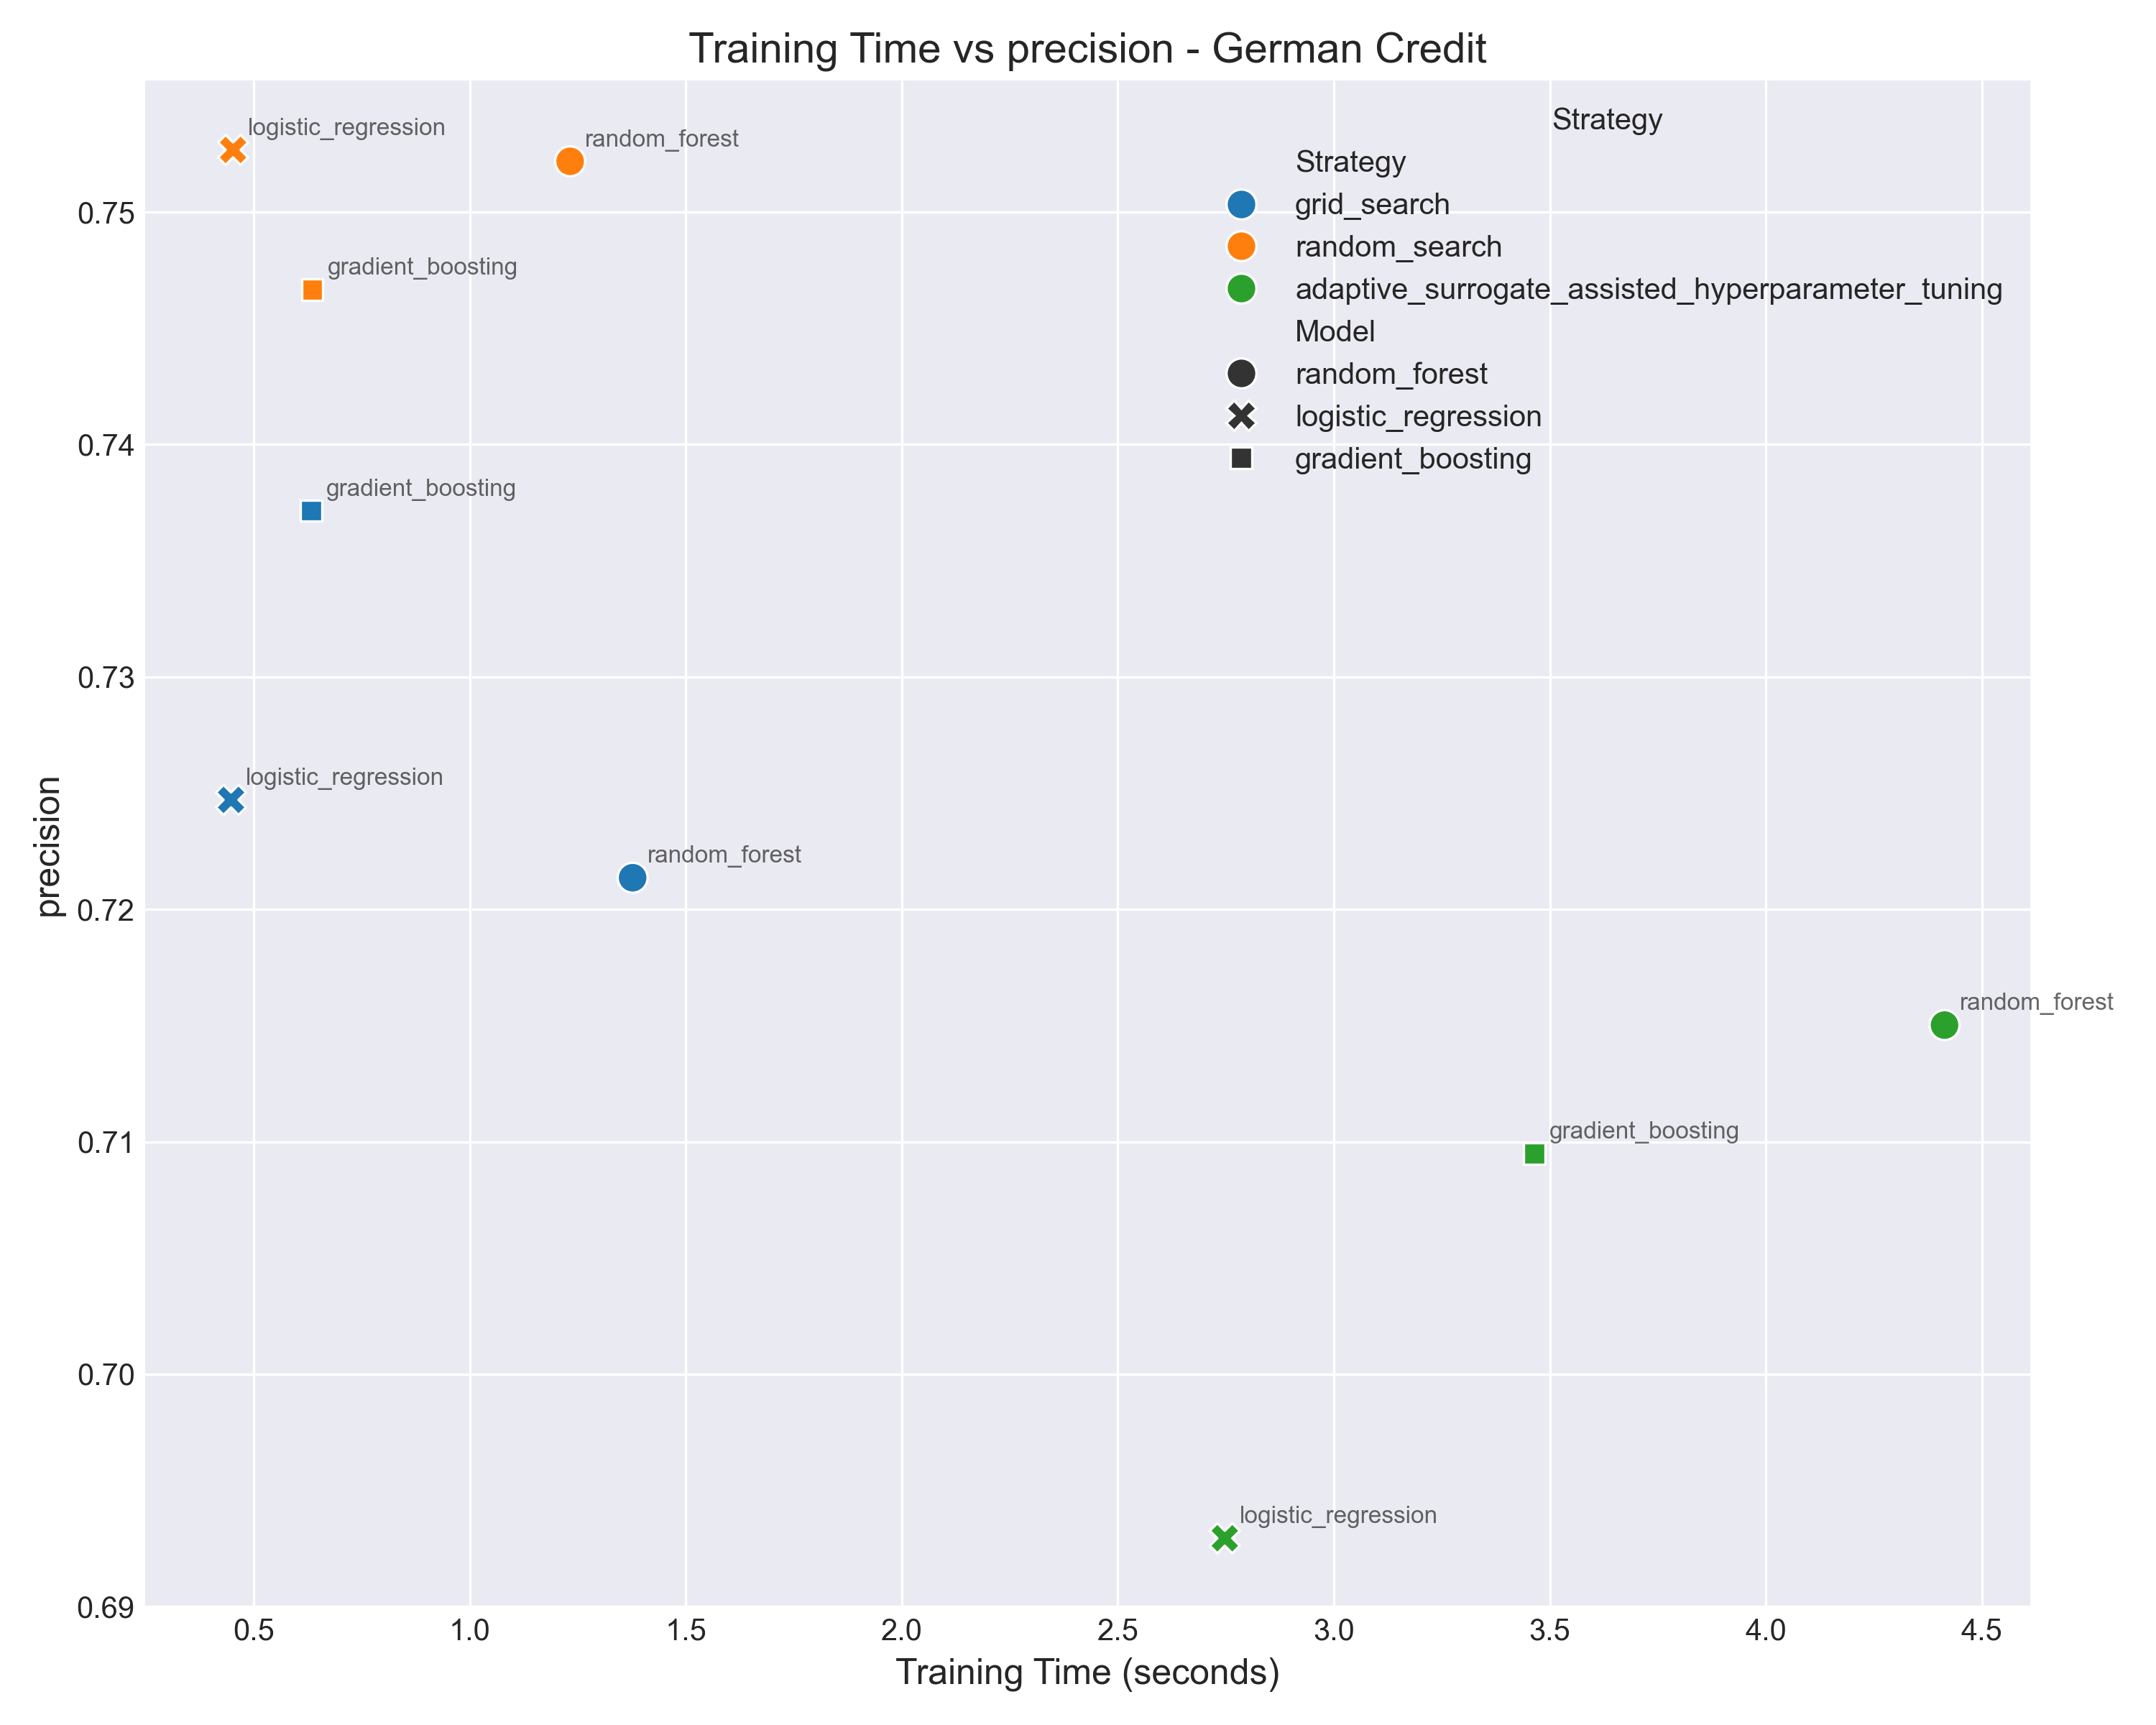 Training Time vs precision - German Credit
logistic_regression
random_forest
Strategy
Strategy
grid_search
random_search
adaptive_surrogate_assisted_hyperparameter_tuning
Model
random_forest
logistic_regression
gradient_boosting
gradient_boosting
gradient_boosting
logistic_regression
random_forest
random_forest
gradient_boosting
logistic_regression
precision
0.75
0.74
0.73
0.72
0.71
0.70
0.69
0.5 1.0 1.5 2.0 2.5 3.0 3.5 4.0 4.5
Training Time (seconds)